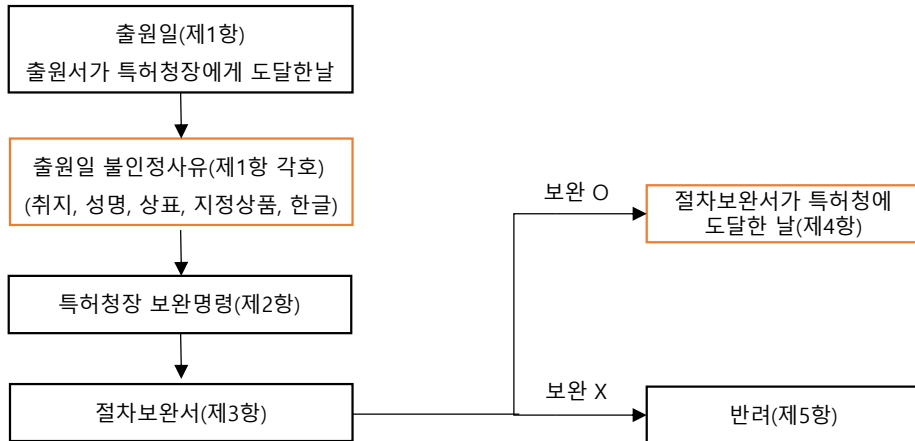 출원일(제1항)
출원서가 특허청장에게 도달한날
출원일 불인정사유(제1항 각호)
(취지, 성명, 상표, 지정상품, 한글)
특허청장 보완명령(제2항)
절차보완서(제3항)
보완 O
절차보완서가 특허청에
도달한 날(제4항)
보완 X
반려(제5항)